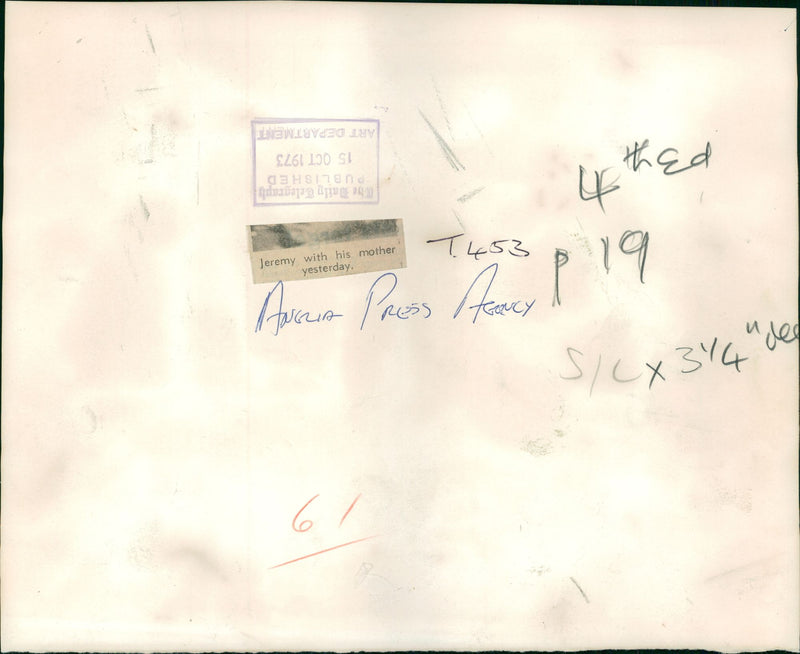 The Daily Telegraph
PUBLISHED
15 OCT 1973
ART DEPARTMENT
4th Ed
Jeremy with his mother
yesterday.
T.453
p 19
ANGLIA PRESS AGENCY
S/C x 3 1/4"
61